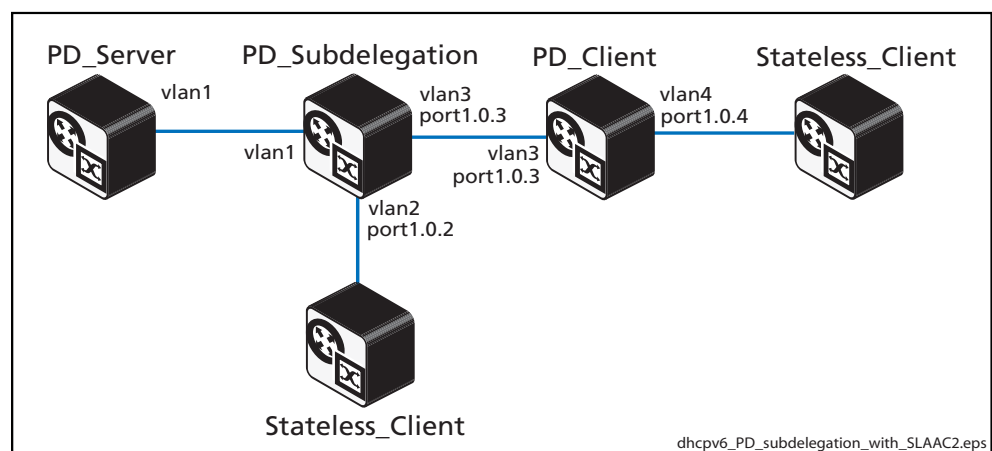 PD_Server
PD_Subdelegation
PD_Client
Stateless_Client
vlan1
vlan1
vlan3
port1.0.3
vlan3
port1.0.3
vlan4
port1.0.4
vlan2
port1.0.2
Stateless_Client
dhcpv6_PD_subdelegation_with_SLAAC2.eps